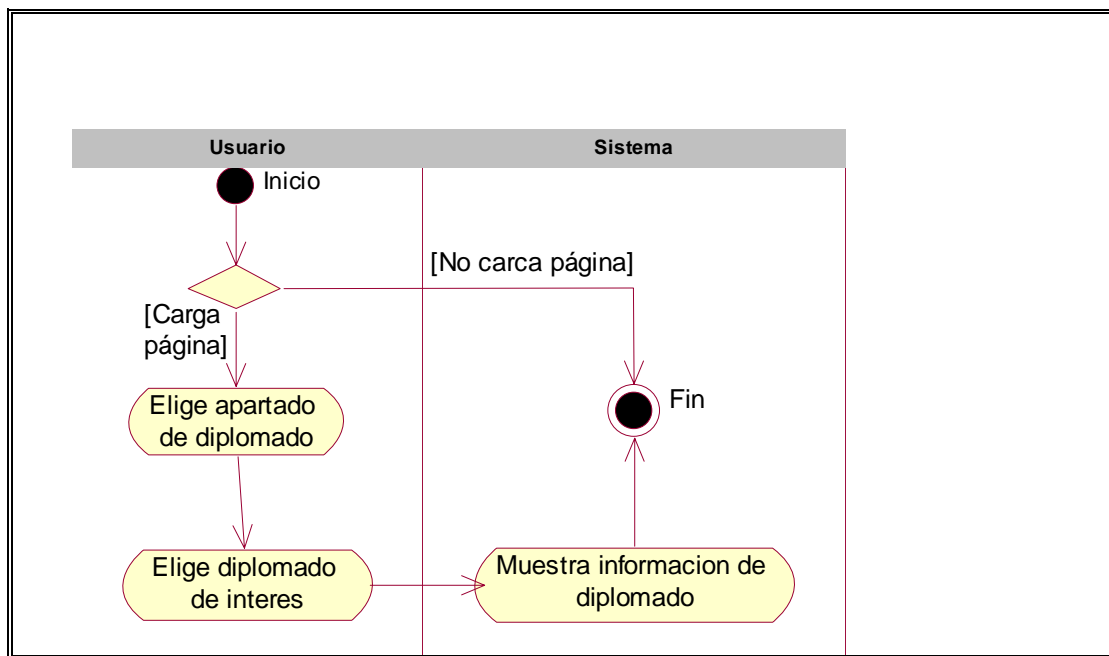 Usuario
Sistema
Inicio
[No carca página]
[Carga
página]
Elige apartado
de diplomado
Fin
Elige diplomado
de interes
Muestra informacion de
diplomado